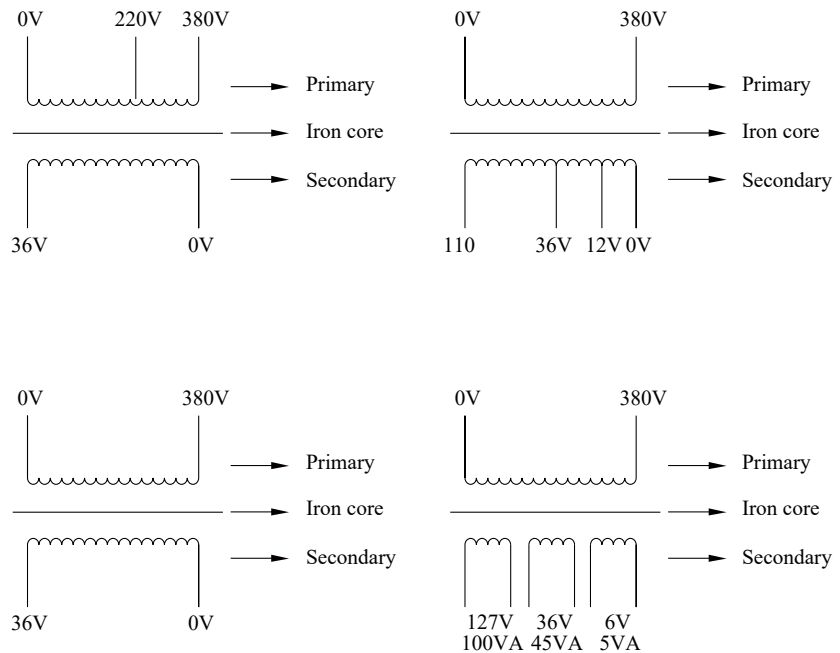 0V 220V 380V
Primary
Iron core
Secondary
36V 0V
0V 380V
Primary
Iron core
Secondary
110 36V 12V 0V
0V 380V
Primary
Iron core
Secondary
36V 0V
0V 380V
Primary
Iron core
Secondary
127V 36V 6V
100VA 45VA 5VA